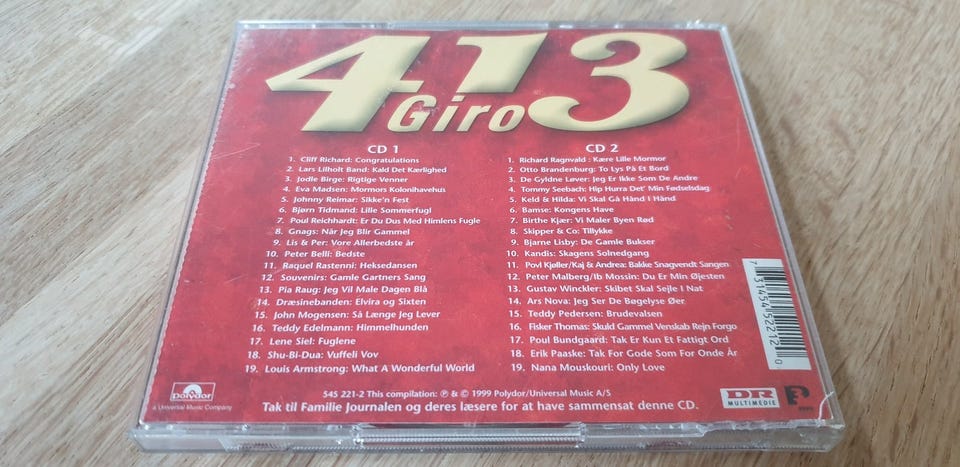 413
Giro
CD 1
1. Cliff Richard: Congratulations
2. Lars Lilholt Band: Kald Det Kærlighed
3. Jodle Birge: Rigtige Venner
4. Eva Madsen: Mormors Kolonihavehus
5. Johnny Reimar: Sikke'n Fest
6. Bjørn Tidmand: Lille Sommerfugl
7. Poul Reichhardt: Er Du Dus Med Himlens Fugle
8. Gnags: Når Jeg Blir Gammel
9. Lis & Per: Vore Allerbedste år
10. Peter Belli: Bedste
11. Raquel Rastenni: Heksedansen
12. Souvenirs: Gamle Gartners Sang
13. Pia Raug: Jeg Vil Male Dagen Blå
14. Dræsinebanden: Elvira og Sixten
15. John Mogensen: Så Længe Jeg Lever
16. Teddy Edelmann: Himmelhunden
17. Lene Siel: Fuglene
18. Shu-Bi-Dua: Vuffeli Vov
19. Louis Armstrong: What A Wonderful World
CD 2
1. Richard Ragnvald : Kære Lille Mormor
2. Otto Brandenburg: To Lys På Et Bord
3. De Gyldne Løver: Jeg Er Ikke Som De Andre
4. Tommy Seebach: Hip Hurra Det' Min Fødselsdag
5. Keld & Hilda: Vi Skal Gå Hånd I Hånd
6. Bamse: Kongens Have
7. Birthe Kjær: Vi Maler Byen Rød
8. Skipper & Co: Tillykke
9. Bjarne Lisby: De Gamle Bukser
10. Kandis: Skagens Solnedgang
11. Povl Kjøller/Kaj & Andrea: Bakke Snagvendt Sangen
12. Peter Malberg/Ib Mossin: Du Er Min Øjesten
13. Gustav Winckler: Skibet Skal Sejle I Nat
14. Ars Nova: Jeg Ser De Bøgelyse Øer
15. Teddy Pedersen: Brudevalsen
16. Fisker Thomas: Skuld Gammel Venskab Rejn Forgo
17. Poul Bundgaard: Tak Er Kun Et Fattigt Ord
18. Erik Paaske: Tak For Gode Som For Onde År
19. Nana Mouskouri: Only Love
7 31454 52212 0
Polydor
a Universal Music Company
545 221-2 This compilation: ℗ & © 1999 Polydor/Universal Music A/S
Tak til Familie Journalen og deres læsere for at have sammensat denne CD.
DR
MULTIMEDIE
P3